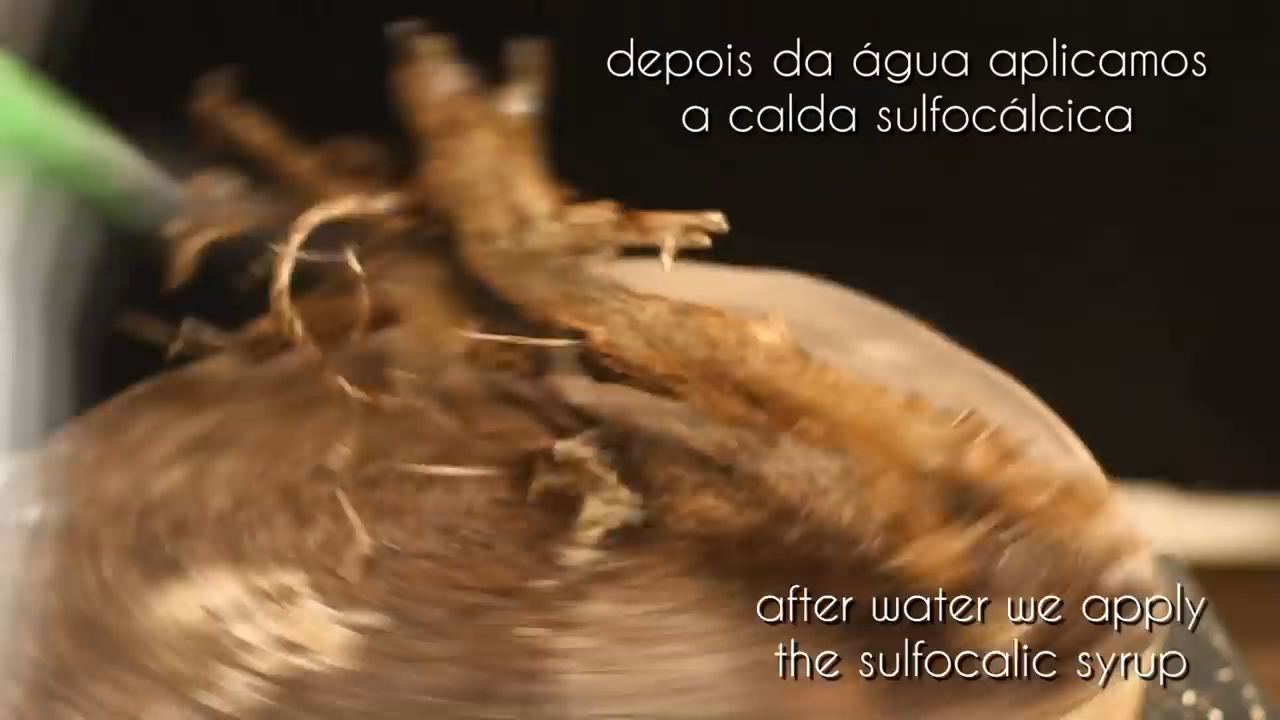 depois da água aplicamos
a calda sulfocálcica
after water we apply
the sulfocalic syrup